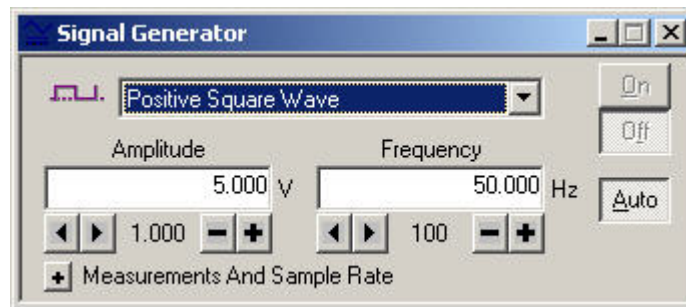 Signal Generator
Positive Square Wave
On
Off
Auto
Amplitude Frequency
5.000 V 50.000 Hz
1.000 100
+ Measurements And Sample Rate